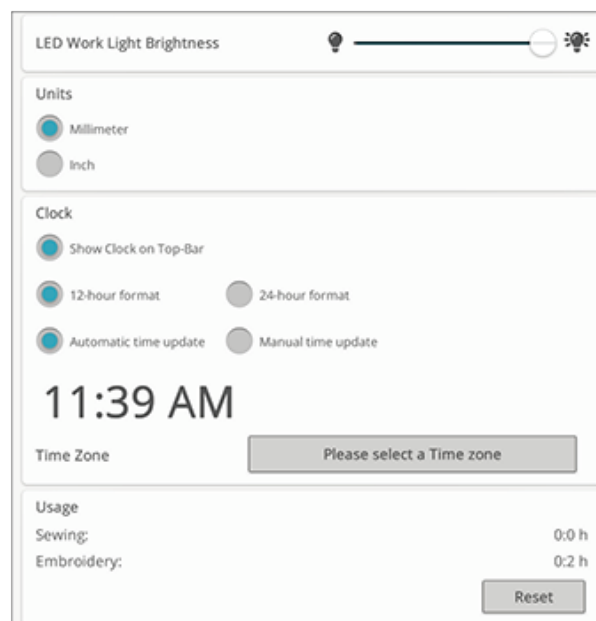 LED Work Light Brightness
Units
Millimeter
Inch
Clock
Show Clock on Top-Bar
12-hour format 24-hour format
Automatic time update Manual time update
11:39 AM
Time Zone Please select a Time zone
Usage
Sewing: 0:0 h
Embroidery: 0:2 h
Reset